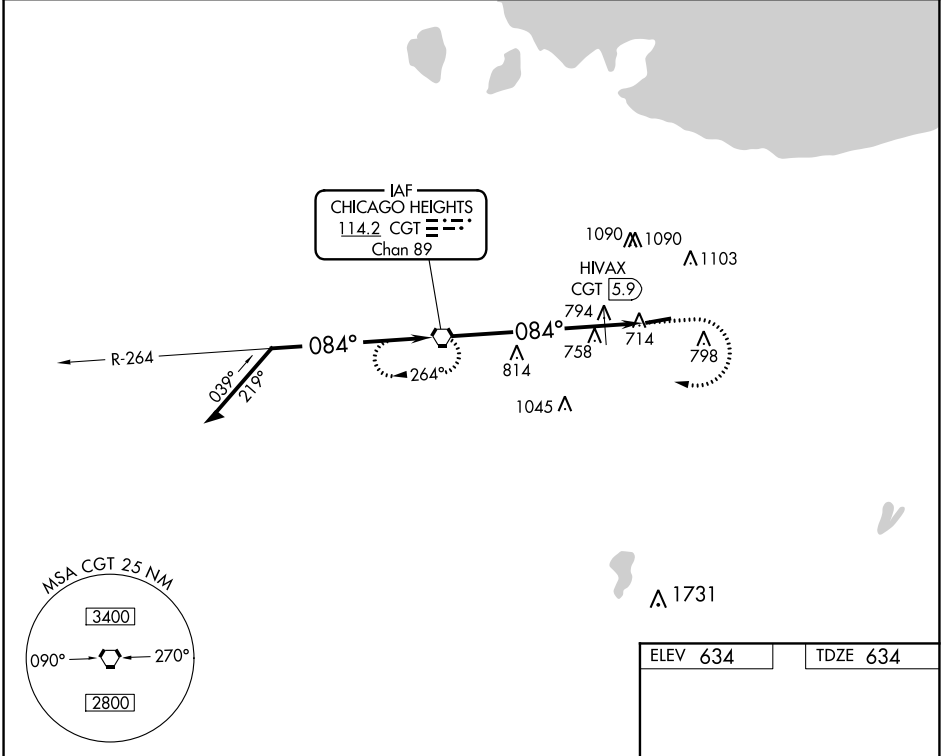 IAF
CHICAGO HEIGHTS
114.2 CGT
Chan 89
1090 1090
1103
HIVAX
CGT 5.9
794
084° 084°
R-264
714
758
798
264°
814
039°
219°
1045
MSA CGT 25 NM
3400
090° 270°
2800
1731
ELEV 634 TDZE 634